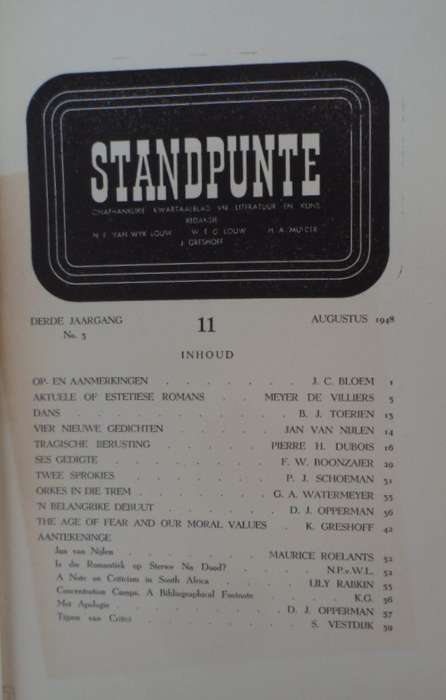 STANDPUNTE
ONAFHANKLIKE KWARTAALBLAD VIR LITERATUUR EN KUNS
REDAKSIE
N. P. VAN WYK LOUW W. E. G. LOUW H. A. MULDER
J. GRESHOFF
DERDE JAARGANG 11 AUGUSTUS 1948
No. 3
INHOUD
OP- EN AANMERKINGEN . . . . . . . J. C. BLOEM 1
AKTUELE OF ESTETIESE ROMANS . . . MEYER DE VILLIERS 5
DANS . . . . . . . . . . B. J. TOERIEN 13
VIER NIEUWE GEDICHTEN . . . . . JAN VAN NIJLEN 14
TRAGISCHE BERUSTING . . . . . PIERRE H. DUBOIS 16
SES GEDIGTE . . . . . . . F. W. BOONZAIER 29
TWEE SPROKIES . . . . . . . P. J. SCHOEMAN 31
ORKES IN DIE TREM . . . . . G. A. WATERMEYER 35
'N BELANGRIKE DEBUUT . . . . . D. J. OPPERMAN 36
THE AGE OF FEAR AND OUR MORAL VALUES . K. GRESHOFF 42
AANTEKENINGE
Jan van Nijlen . . . . . MAURICE ROELANTS 52
Is die Romantiek op Sterwe Na Dood? . . . N.P.v.W.L. 52
A Note on Criticism in South Africa . . . LILY RABKIN 53
Concentration Camps. A Bibliographical Footnote . . K.G. 56
Met Apologie . . . . . . D. J. OPPERMAN 57
Tipen van Critici . . . . . . S. VESTDIJK 59